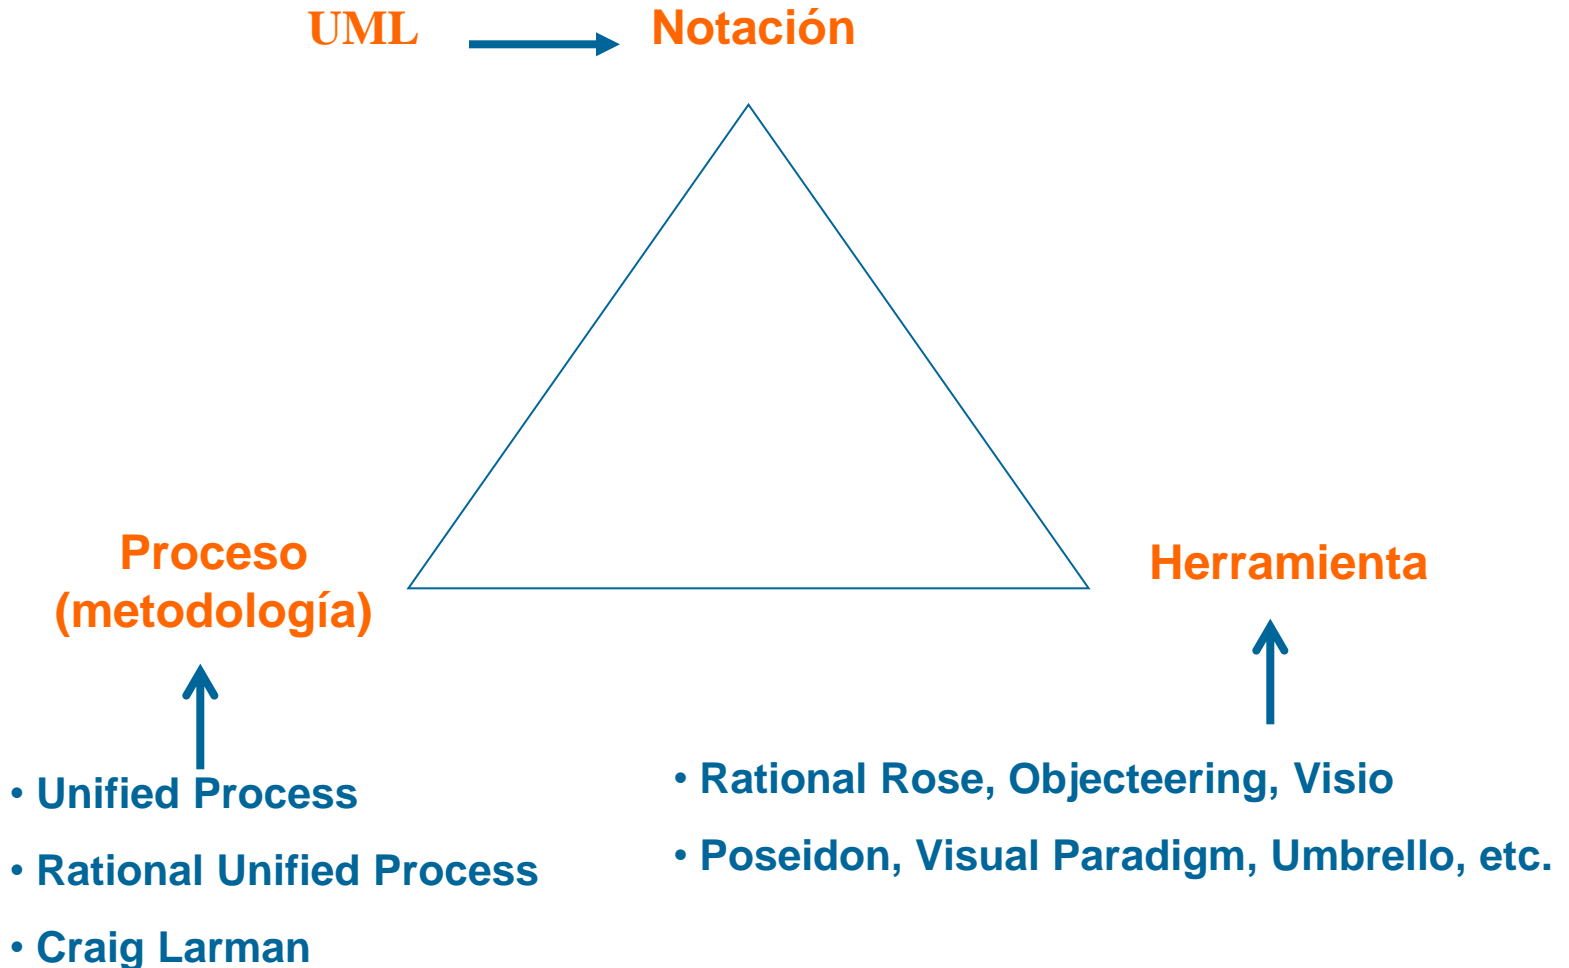 UML
Notación
Proceso
(metodología)
Herramienta
• Unified Process
• Rational Unified Process
• Craig Larman
• Rational Rose, Objecteering, Visio
• Poseidon, Visual Paradigm, Umbrello, etc.